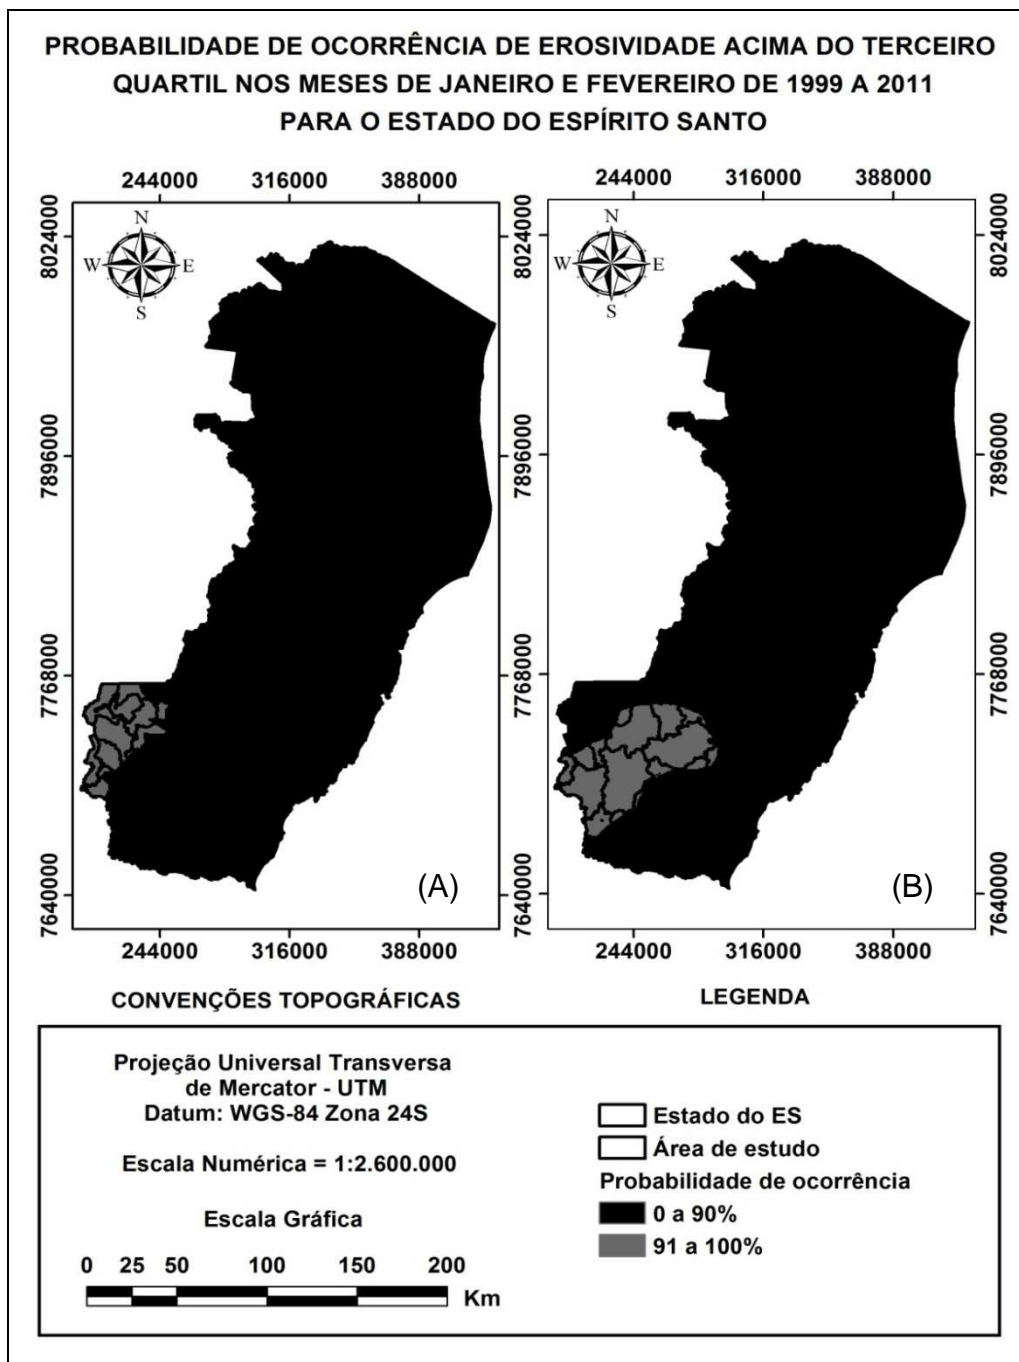 PROBABILIDADE DE OCORRÊNCIA DE EROSIVIDADE ACIMA DO TERCEIRO
QUARTIL NOS MESES DE JANEIRO E FEVEREIRO DE 1999 A 2011
PARA O ESTADO DO ESPÍRITO SANTO
244000 316000 388000
8024000
7896000
7768000
7640000
N
W E
S
(A)
244000 316000 388000
244000 316000 388000
8024000
7896000
7768000
7640000
N
W E
S
(B)
8024000
7896000
7768000
7640000
244000 316000 388000
CONVENÇÕES TOPOGRÁFICAS
Projeção Universal Transversa
de Mercator - UTM
Datum: WGS-84 Zona 24S
Escala Numérica = 1:2.600.000
Escala Gráfica
0 25 50 100 150 200
Km
LEGENDA
Estado do ES
Área de estudo
Probabilidade de ocorrência
0 a 90%
91 a 100%